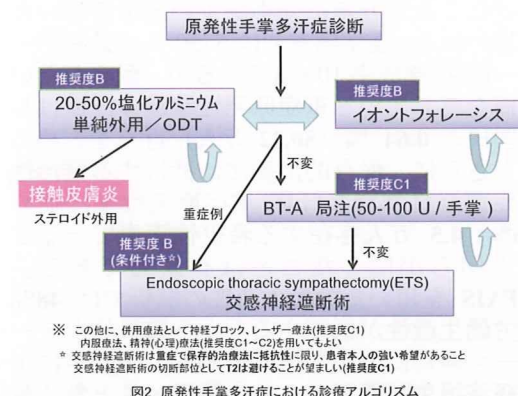 原発性手掌多汗症診断
推奨度B
20-50%塩化アルミニウム
単純外用／ODT
推奨度B
イオントフォレーシス
接触皮膚炎
ステロイド外用
重症例
不変
推奨度C1
BT-A 局注(50-100 U / 手掌 )
不変
推奨度 B
(条件付き☆)
Endoscopic thoracic sympathectomy(ETS)
交感神経遮断術
※ この他に、併用療法として神経ブロック、レーザー療法(推奨度C1)
内服療法、精神(心理)療法(推奨度C1～C2)を用いてもよい
☆ 交感神経遮断術は重症で保存的治療法に抵抗性に限り、患者本人の強い希望があること
交感神経遮断術の切断部位としてT2は避けることが望ましい(推奨度C1)
図2 原発性手掌多汗症における診療アルゴリズム